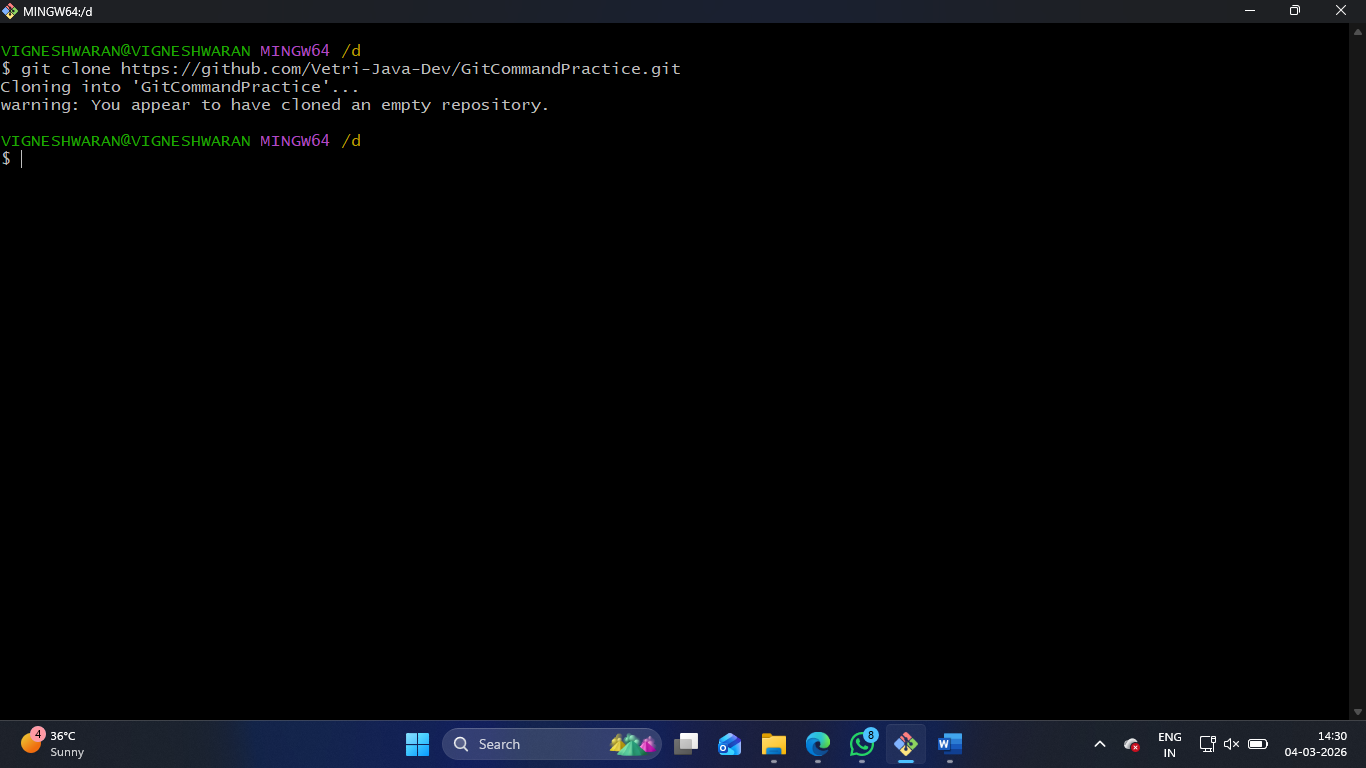 MINGW64:/d
VIGNESHWARAN@VIGNESHWARAN MINGW64 /d
$ git clone https://github.com/Vetri-Java-Dev/GitCommandPractice.git
Cloning into 'GitCommandPractice'...
warning: You appear to have cloned an empty repository.
VIGNESHWARAN@VIGNESHWARAN MINGW64 /d
$
4
36°C
Sunny
Search
8
ENG
IN
14:30
04-03-2026